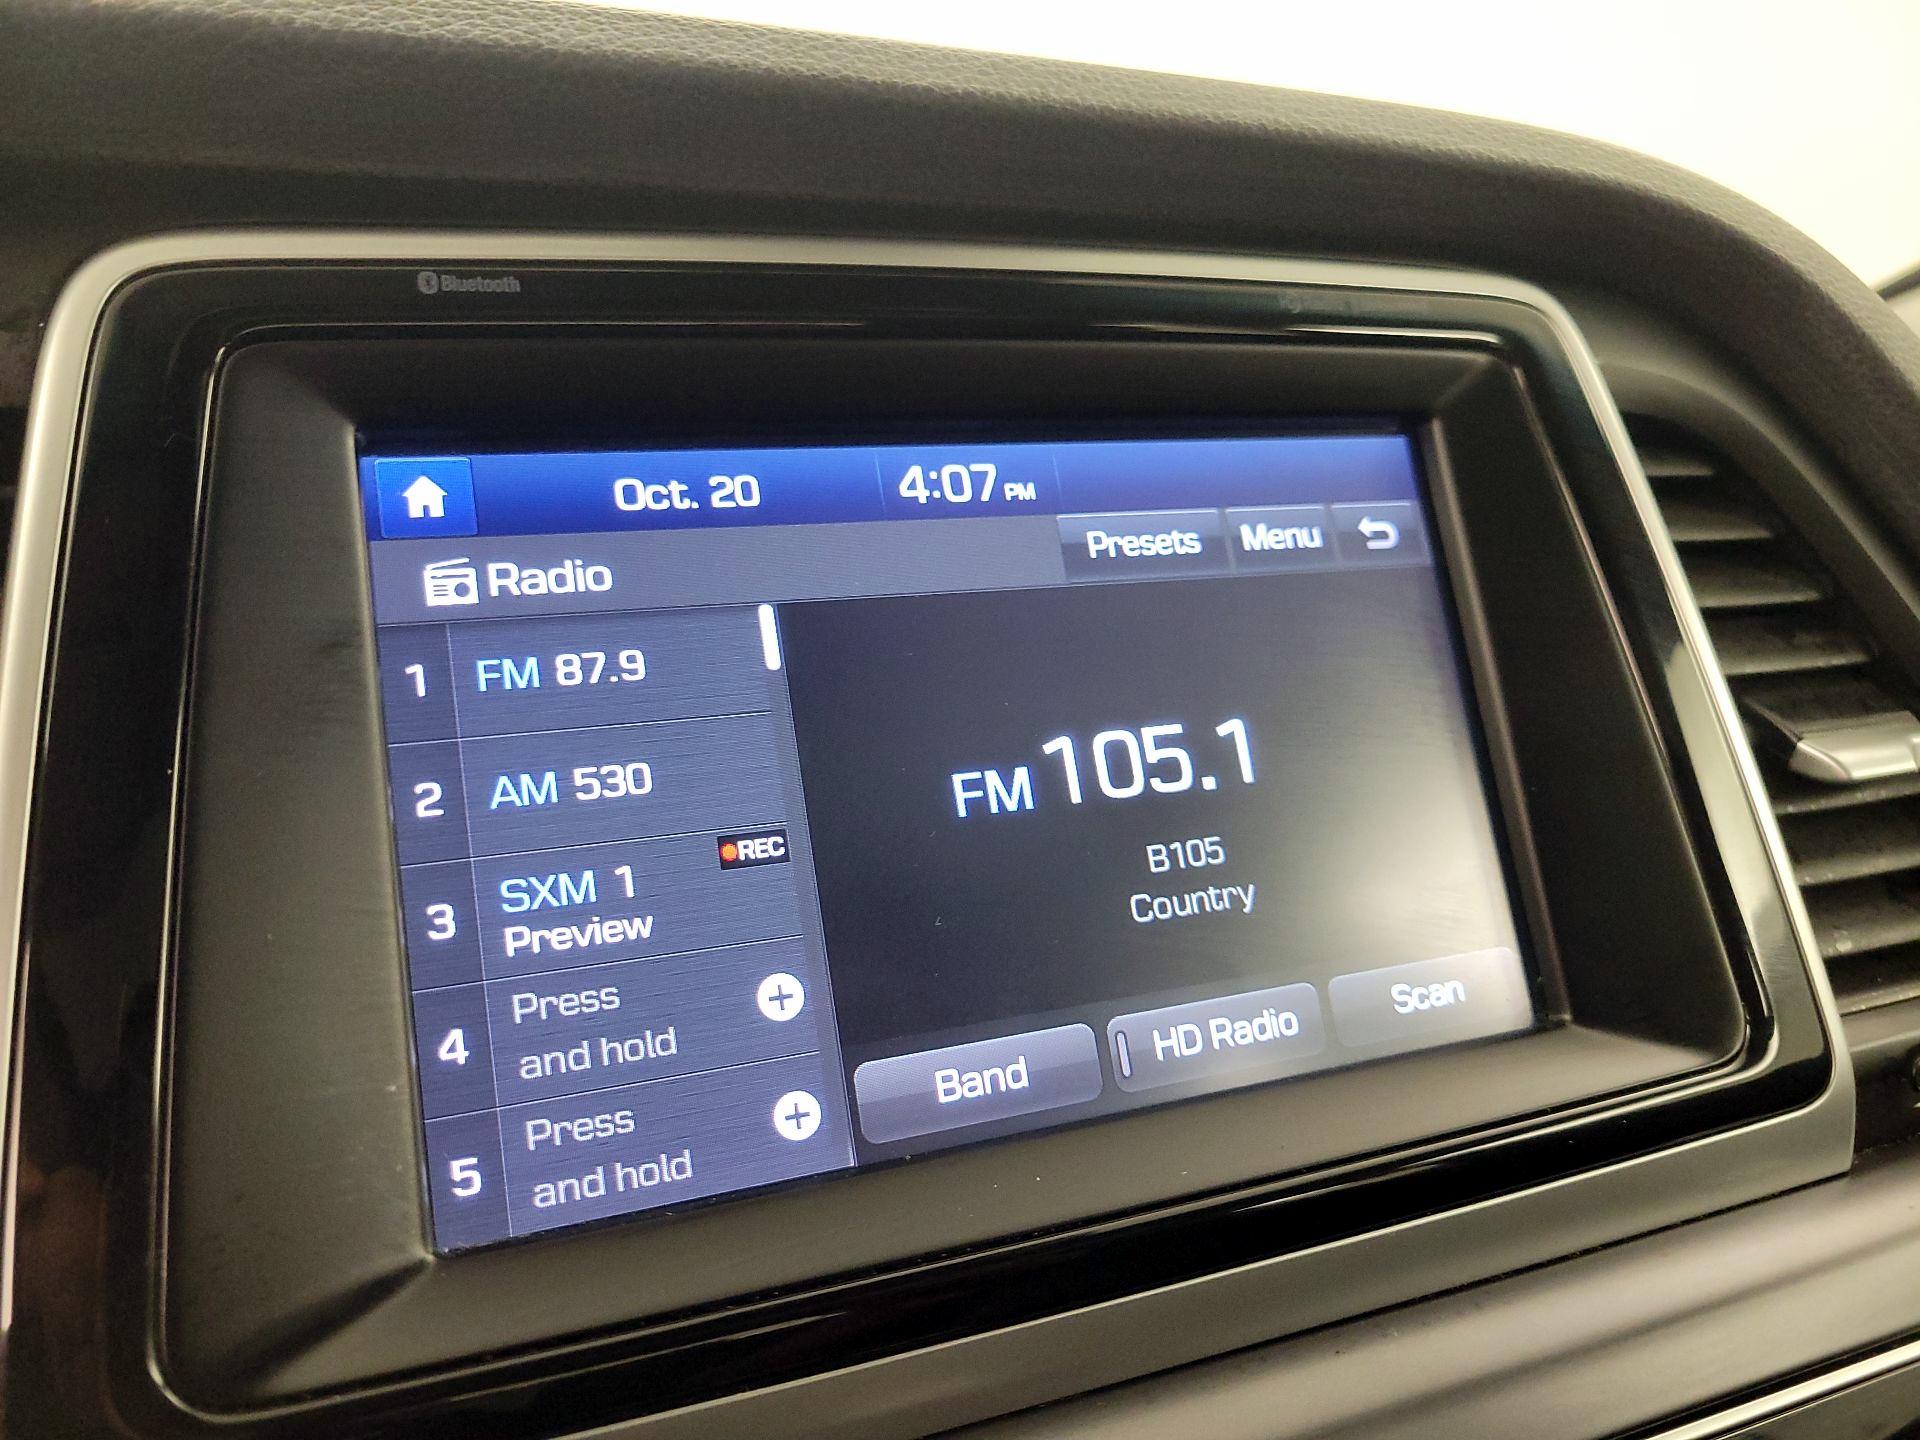 Bluetooth
Oct. 20
4:07 PM
Presets
Menu
Radio
1 FM 87.9
2 AM 530
REC
3 SXM 1
Preview
4 Press
and hold
5 Press
and hold
FM 105.1
B105
Country
Band
HD Radio
Scan